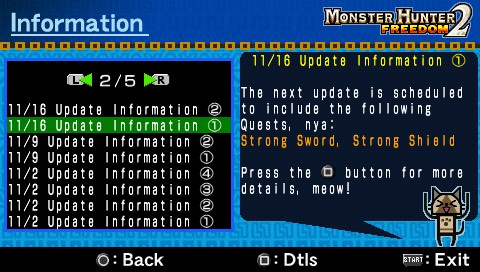 Information
MONSTER HUNTER
FREEDOM 2
L 2/5 R
11/16 Update Information ②
11/16 Update Information ①
11/9 Update Information ②
11/9 Update Information ①
11/2 Update Information ④
11/2 Update Information ③
11/2 Update Information ②
11/2 Update Information ①
11/16 Update Information ①
The next update is scheduled
to include the following
Quests, nya:
Strong Sword, Strong Shield
Press the button for more
details, meow!
: Back
: Dtls
START: Exit